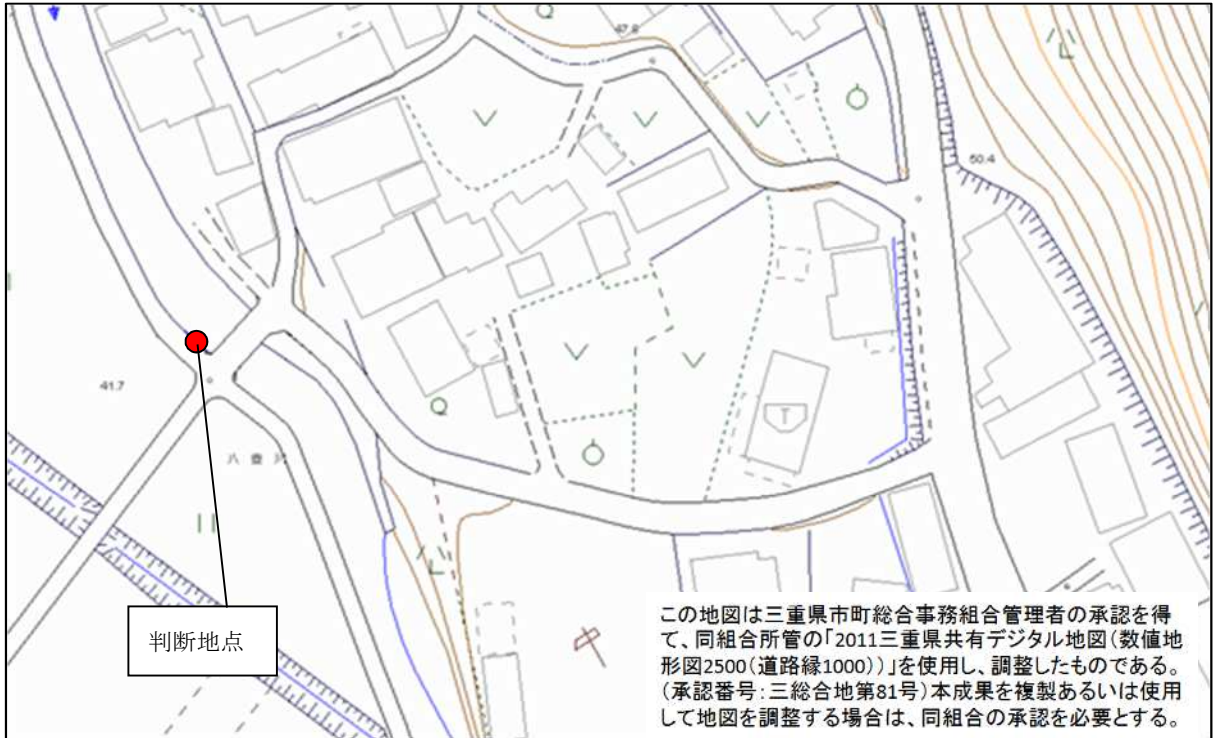 47.8
50.4
41.7
八重戸
判断地点
T
この地図は三重県市町総合事務組合管理者の承認を得
て、同組合所管の「2011三重県共有デジタル地図(数値地
形図2500(道路縁1000))」を使用し、調整したものである。
(承認番号:三総合地第81号)本成果を複製あるいは使用
して地図を調整する場合は、同組合の承認を必要とする。